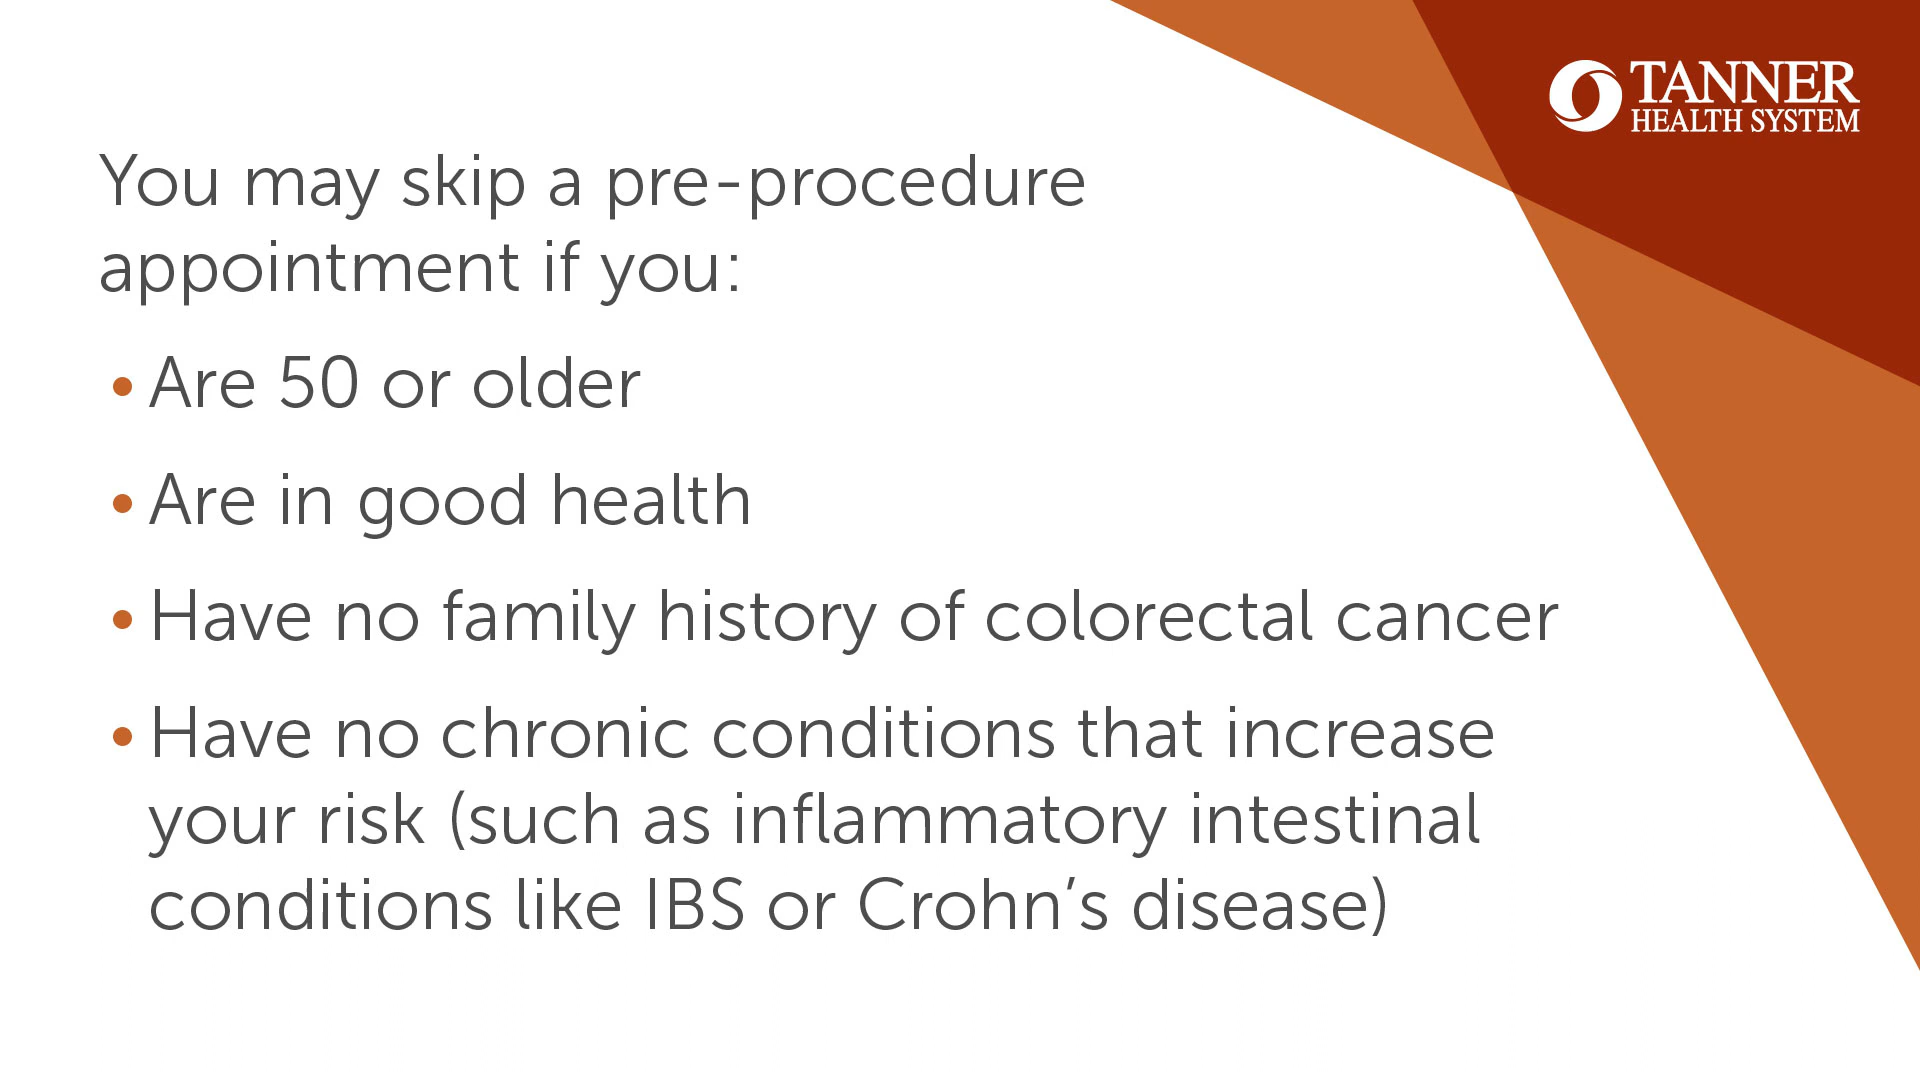 TANNER
HEALTH SYSTEM
You may skip a pre-procedure
appointment if you:
• Are 50 or older
• Are in good health
• Have no family history of colorectal cancer
• Have no chronic conditions that increase
your risk (such as inflammatory intestinal
conditions like IBS or Crohn’s disease)